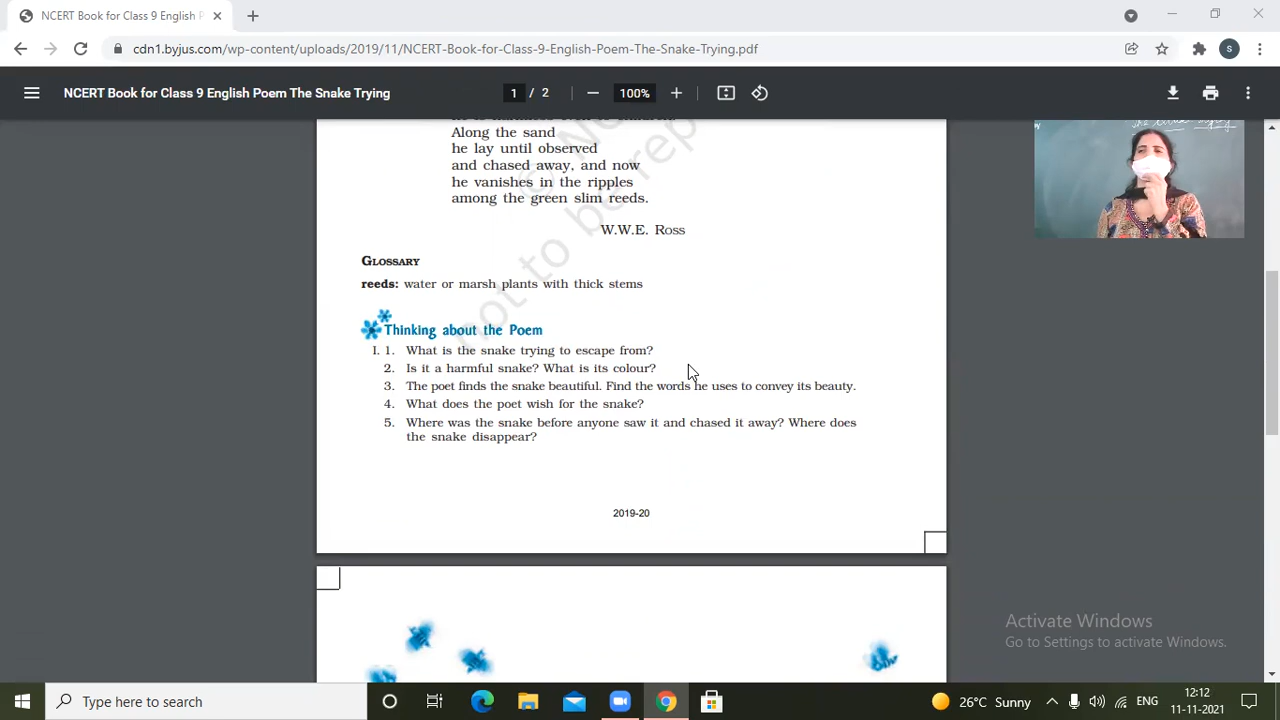 NCERT Book for Class 9 English P
cdn1.byjus.com/wp-content/uploads/2019/11/NCERT-Book-for-Class-9-English-Poem-The-Snake-Trying.pdf
S
NCERT Book for Class 9 English Poem The Snake Trying
1 / 2
100%
Along the sand
he lay until observed
and chased away, and now
he vanishes in the ripples
among the green slim reeds.
W.W.E. Ross
GLOSSARY
reeds: water or marsh plants with thick stems
Thinking about the Poem
I. 1. What is the snake trying to escape from?
2. Is it a harmful snake? What is its colour?
3. The poet finds the snake beautiful. Find the words he uses to convey its beauty.
4. What does the poet wish for the snake?
5. Where was the snake before anyone saw it and chased it away? Where does
the snake disappear?
not to be rep
2019-20
Activate Windows
Go to Settings to activate Windows.
Type here to search
26°C Sunny
ENG
12:12
11-11-2021